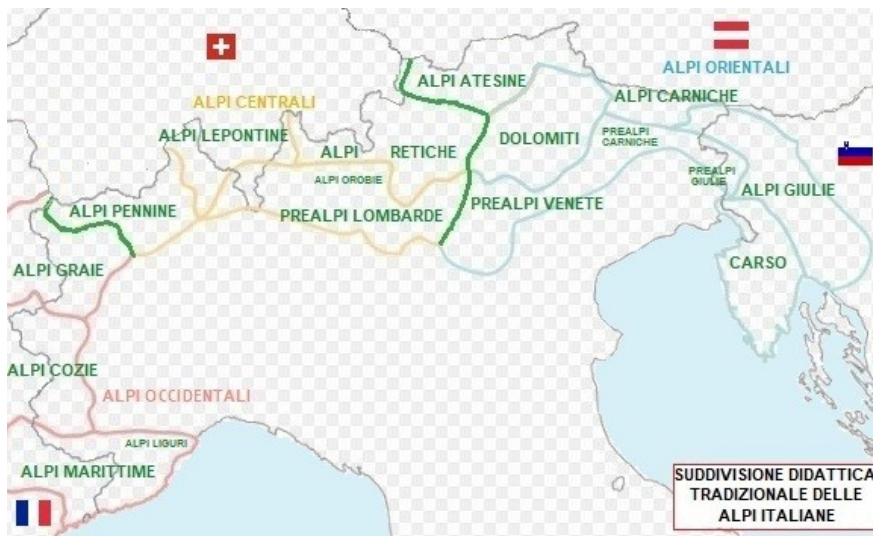 ALPI ATESINE
ALPI ORIENTALI
ALPI CENTRALI
ALPI CARNICHE
ALPI LEPONTINE
DOLOMITI
PREALPI
CARNICHE
ALPI RETICHE
ALPI OROBIE
PREALPI
GIULIE
ALPI GIULIE
ALPI PENNINE
PREALPI LOMBARDE
PREALPI VENETE
ALPI GRAIE
CARSO
ALPI COZIE
ALPI OCCIDENTALI
ALPI LIGURI
ALPI MARITTIME
SUDDIVISIONE DIDATTICA
TRADIZIONALE DELLE
ALPI ITALIANE